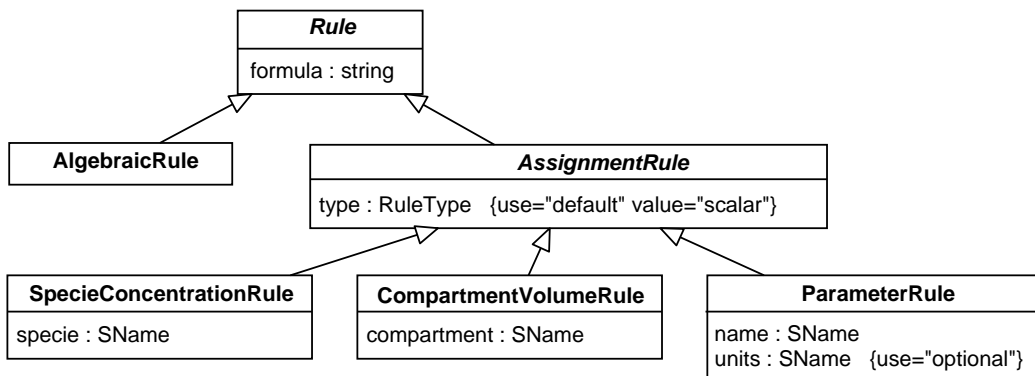 Rule
formula : string
AlgebraicRule
AssignmentRule
type : RuleType {use="default" value="scalar"}
SpecieConcentrationRule
specie : SName
CompartmentVolumeRule
compartment : SName
ParameterRule
name : SName
units : SName {use="optional"}